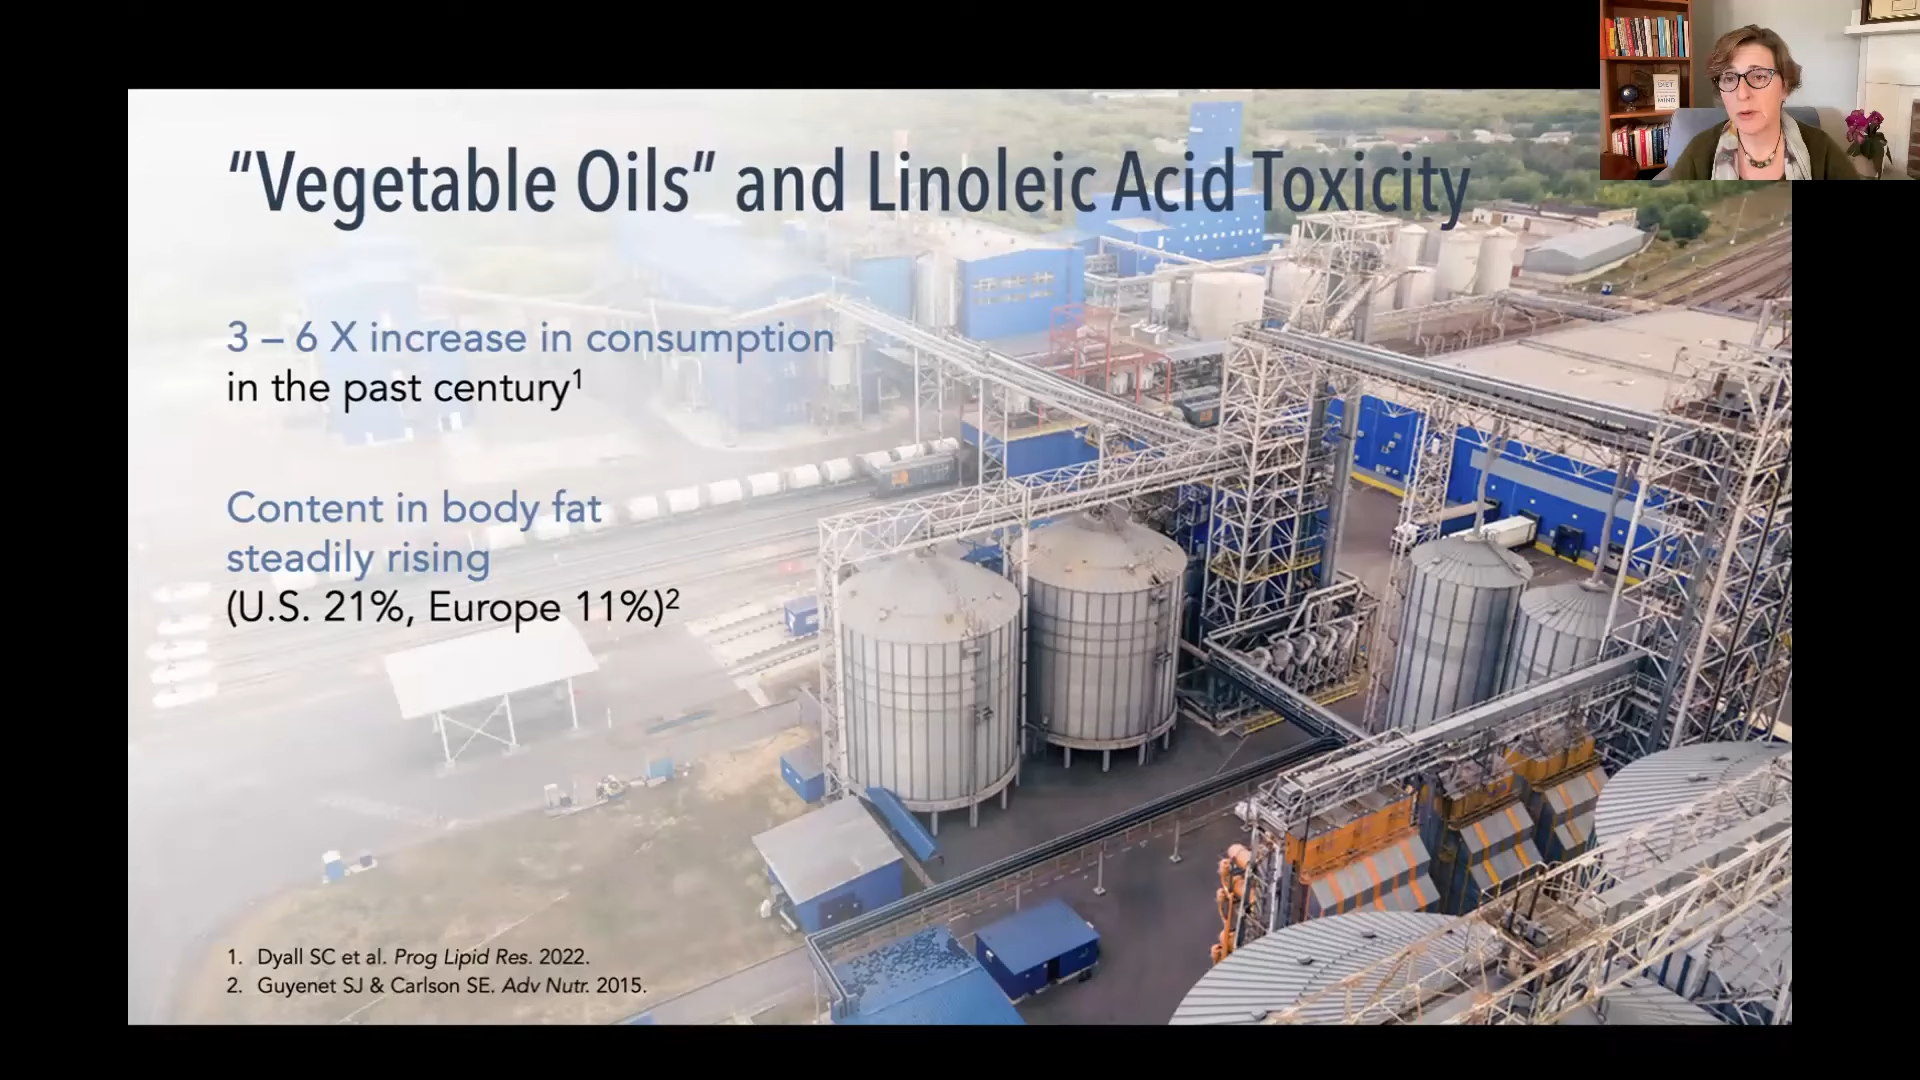 “Vegetable Oils” and Linoleic Acid Toxicity
3 – 6 X increase in consumption
in the past century¹
Content in body fat
steadily rising
(U.S. 21%, Europe 11%)²
1. Dyall SC et al. Prog Lipid Res. 2022.
2. Guyenet SJ & Carlson SE. Adv Nutr. 2015.
DIET
MIND